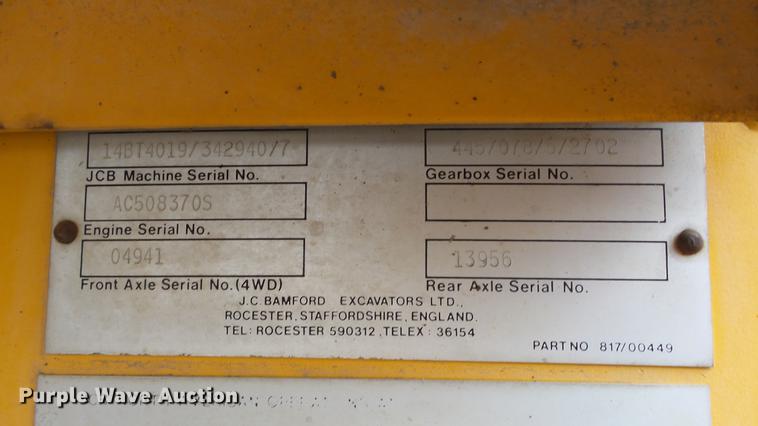 14BT4019/342940/7
445/078/5/2702
JCB Machine Serial No.
Gearbox Serial No.
AC508370S
Engine Serial No.
04941
13956
Front Axle Serial No.(4WD)
Rear Axle Serial No.
J.C.BAMFORD EXCAVATORS LTD.,
ROCESTER, STAFFORDSHIRE, ENGLAND.
TEL: ROCESTER 590312, TELEX: 36154
PART NO 817/00449
Purple Wave Auction